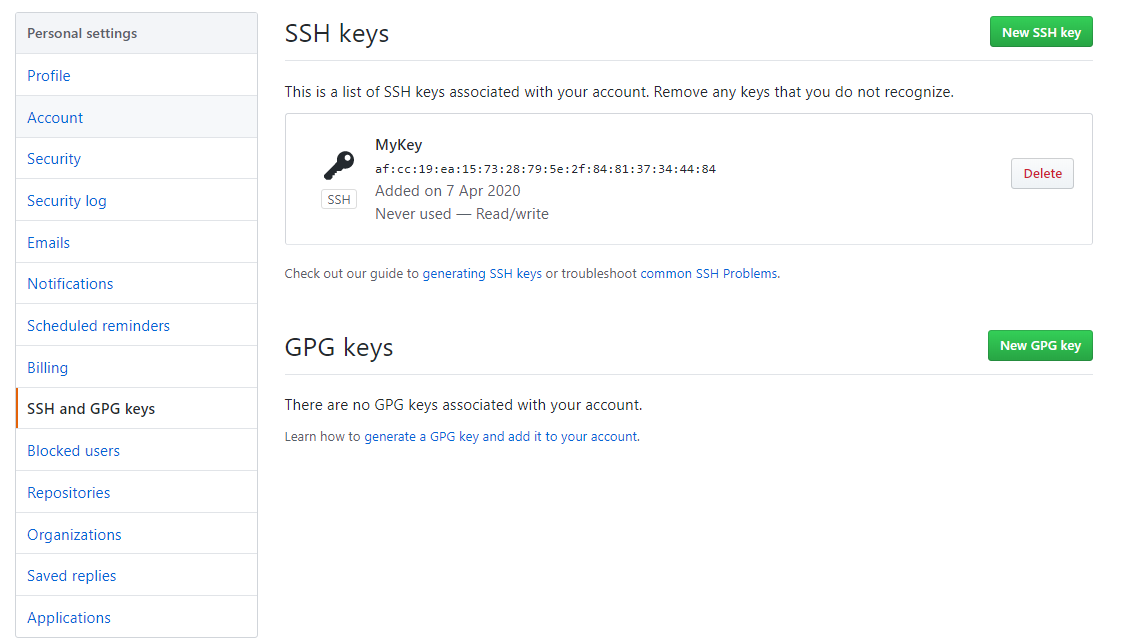 Personal settings
Profile
Account
Security
Security log
Emails
Notifications
Scheduled reminders
Billing
SSH and GPG keys
Blocked users
Repositories
Organizations
Saved replies
Applications
SSH keys
New SSH key
This is a list of SSH keys associated with your account. Remove any keys that you do not recognize.
MyKey
af:cc:19:ea:15:73:28:79:5e:2f:84:81:37:34:44:84
SSH
Added on 7 Apr 2020
Never used — Read/write
Delete
Check out our guide to generating SSH keys or troubleshoot common SSH Problems.
GPG keys
New GPG key
There are no GPG keys associated with your account.
Learn how to generate a GPG key and add it to your account.